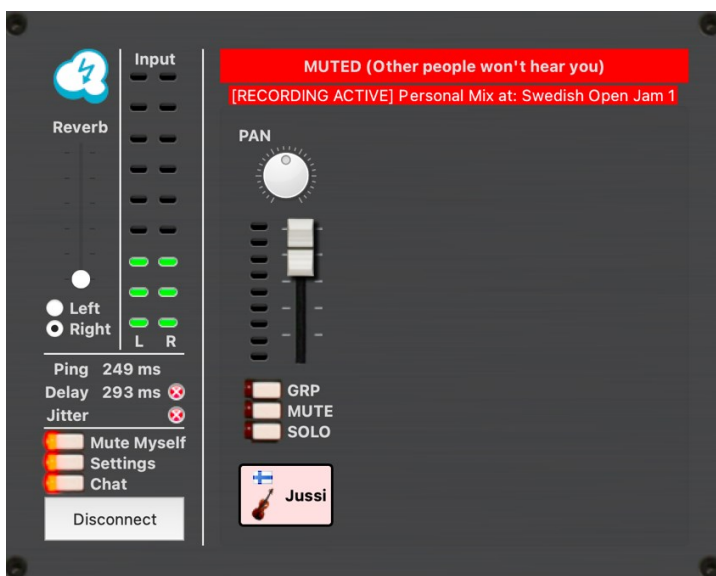 Input
MUTED (Other people won't hear you)
[RECORDING ACTIVE] Personal Mix at: Swedish Open Jam 1
Reverb
PAN
Left
Right
L R
Ping 249 ms
Delay 293 ms
Jitter
Mute Myself
Settings
Chat
Disconnect
GRP
MUTE
SOLO
Jussi